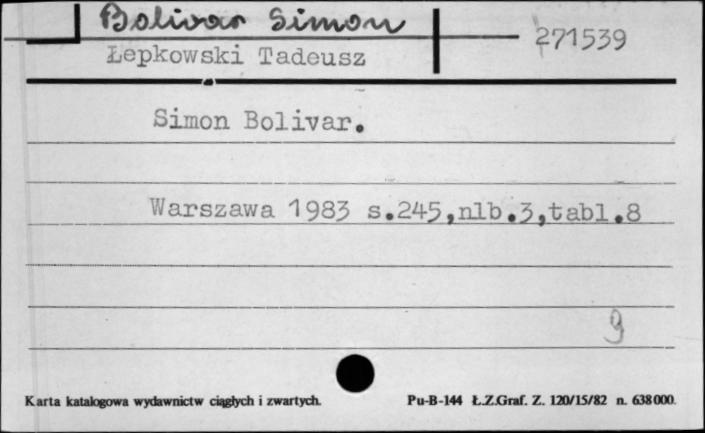 Bolivar Simon
271539
Łepkowski Tadeusz
Simon Bolivar.
Warszawa 1983 s.245,nlb.3,tabl.8
9
Karta katalogowa wydawnictw ciągłych i zwartych. Pu-B-144 Ł.Z.Graf. Z. 120/15/82 n. 638000.